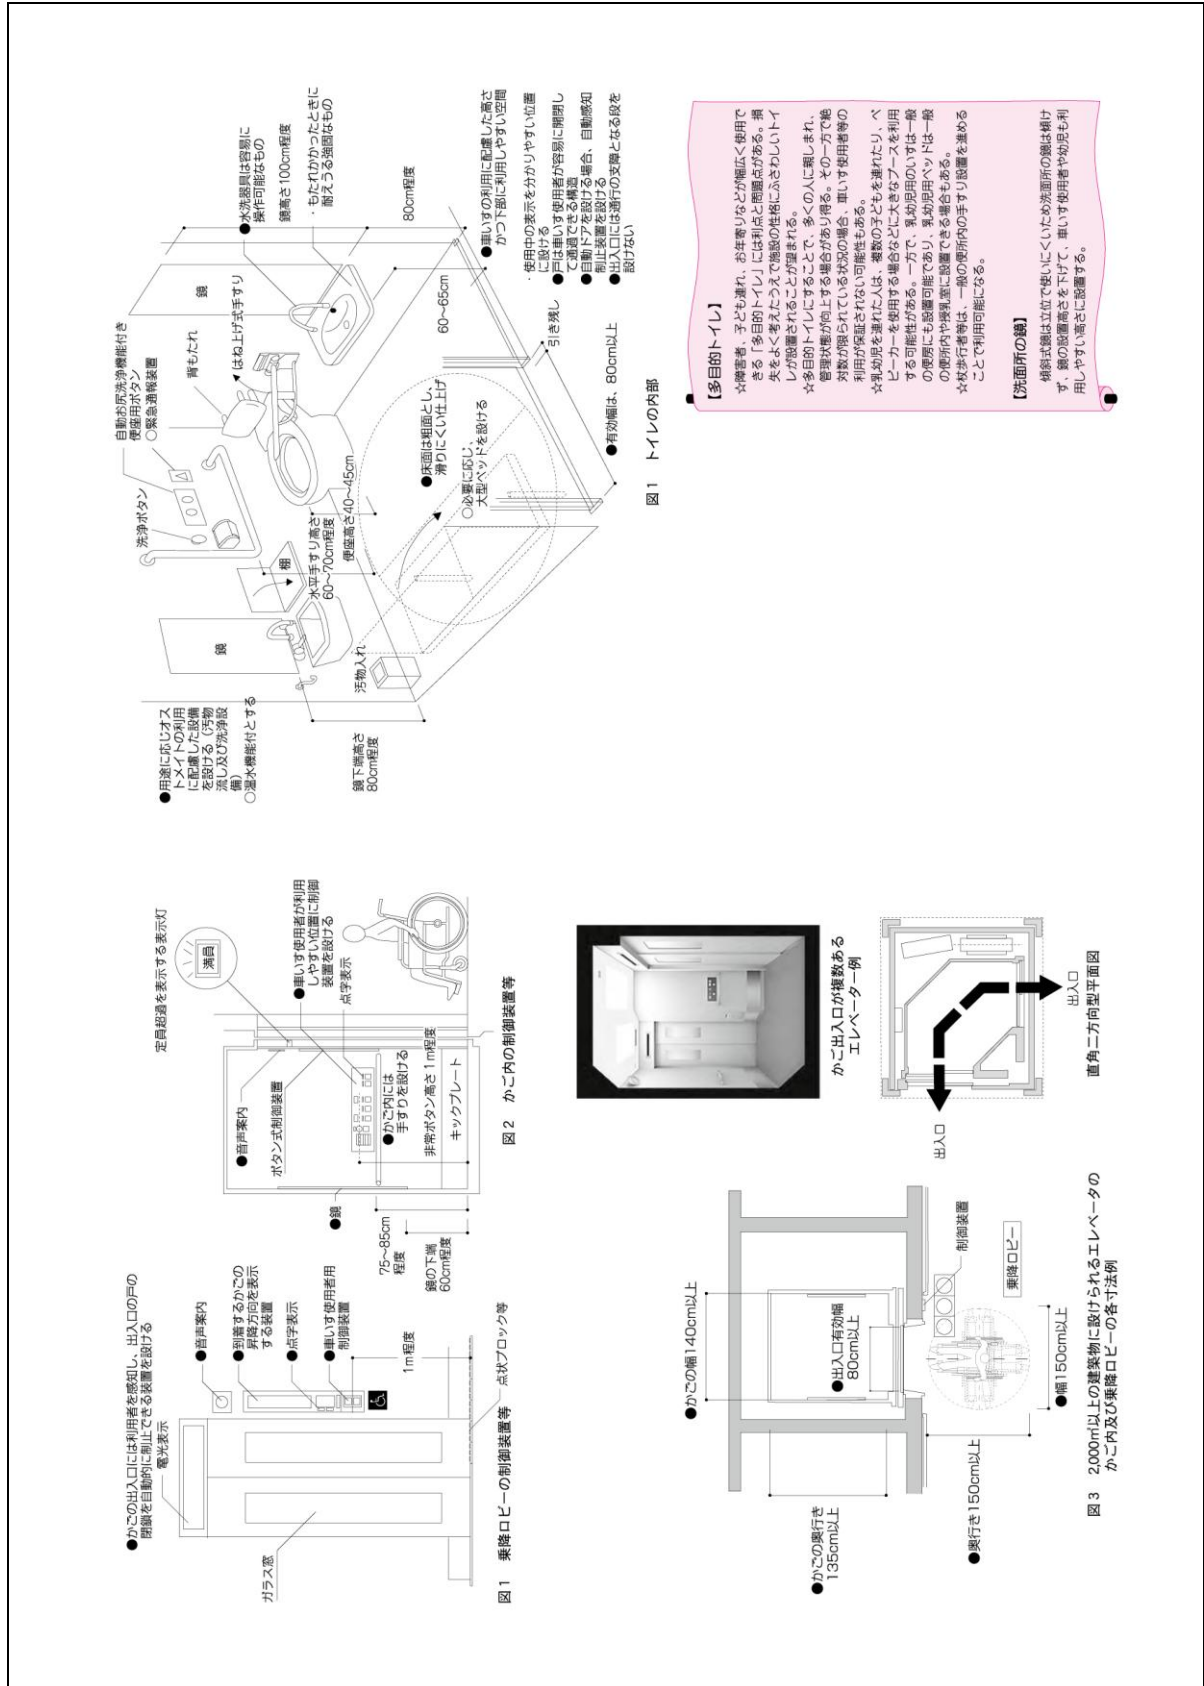 ●かごの出入口には利用者を感知し、出入口の戸の
閉鎖を自動的に制止できる装置を設ける
電光表示
ガラス窓
●音声案内
●到着するかごの
昇降方向を表示
する装置
●点字表示
●車いす使用者用
制御装置
1m程度
点状ブロック等
図1 乗降ロビーの制御装置等
定員超過を表示する表示灯
満員
●音声案内
ボタン式制御装置
●鏡
●車いす使用者が利用
しやすい位置に制御
装置を設ける
点字表示
●かご内には
手すりを設ける
非常ボタン高さ1m程度
キックプレート
75〜85cm
程度
鏡の下端
60cm程度
図2 かご内の制御装置等
●かごの幅140cm以上
●かごの奥行き
135cm以上
●出入口有効幅
80cm以上
制御装置
乗降ロビー
●幅150cm以上
●奥行き150cm以上
図3 2,000㎡以上の建築物に設けられるエレベータの
かご内及び乗降ロビーの各寸法例
かご出入口が複数ある
エレベーター例
出入口
出入口
直角二方向型平面図
●用途に応じオス
トメイトの利用
に配慮した設備
を設ける（汚物
流し及び洗浄設
備）
○温水機能付とする
鏡
鏡下端高さ
80cm程度
汚物入れ
棚
洗浄ボタン
自動お尻洗浄機能付き
便座用ボタン
○緊急通報装置
背もたれ
はね上げ式手すり
水平手すり高さ
60〜70cm程度
便座高さ40〜45cm
鏡
●水洗器具は容易に
操作可能なもの
鏡高さ100cm程度
・もたれかかったときに
耐えうる強固なもの
80cm程度
60〜65cm
●車いすの利用に配慮した高さ
かつ下部に利用しやすい空間
●床面は粗面とし、
滑りにくい仕上げ
○必要に応じ、
大型ベッドを設ける
引き残し
●有効幅は、80cm以上
・使用中の表示を分かりやすい位置
に設ける
●戸は車いす使用者が容易に開閉し
て通過できる構造
●自動ドアを設ける場合、自動感知
制止装置を設ける
●出入口には通行の支障となる段を
設けない
図1 トイレの内部
【多目的トイレ】
☆障害者、子ども連れ、お年寄りなどが幅広く使用で
きる「多目的トイレ」には利点と問題点がある。損
失をよく考えたうえで施設の性格にふさわしいトイ
レが設置されることが望まれる。
☆多目的トイレにすることで、多くの人に親しまれ、
管理状態が向上する場合があり得る。その一方で絶
対数が限られている状況の場合、車いす使用者等の
利用が保証されない可能性もある。
☆乳幼児を連れた人は、複数の子どもを連れたり、ベ
ビーカーを使用する場合などに大きなブースを利用
する可能性がある。一方で、乳幼児用のいすは一般
の便房にも設置可能であり、乳幼児用ベッドは一般
の便所内や授乳室に設置できる場合もある。
☆杖歩行者等は、一般の便所内の手すり設置を進める
ことで利用可能になる。
【洗面所の鏡】
傾斜式鏡は立位で使いにくいため洗面所の鏡は傾け
ず、鏡の設置高さを下げて、車いす使用者や幼児も利
用しやすい高さに設置する。